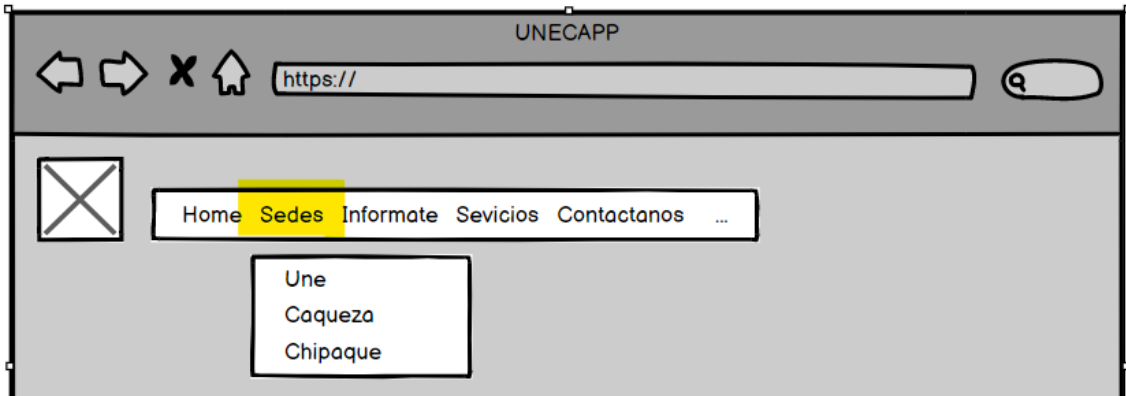 UNECAPP
https://
Home Sedes Informate Sevicios Contactanos ...
Une
Caqueza
Chipaque